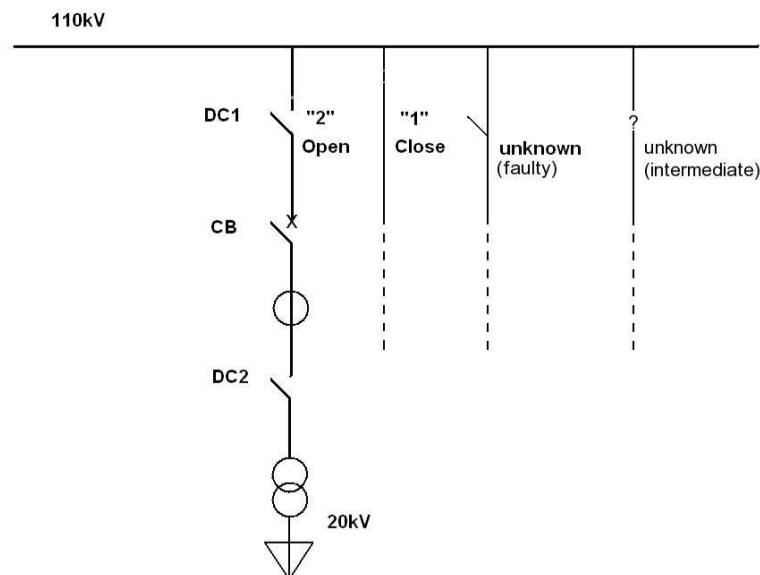 110kV
DC1
"2"
Open
"1"
Close
unknown
(faulty)
?
unknown
(intermediate)
CB
X
DC2
20kV